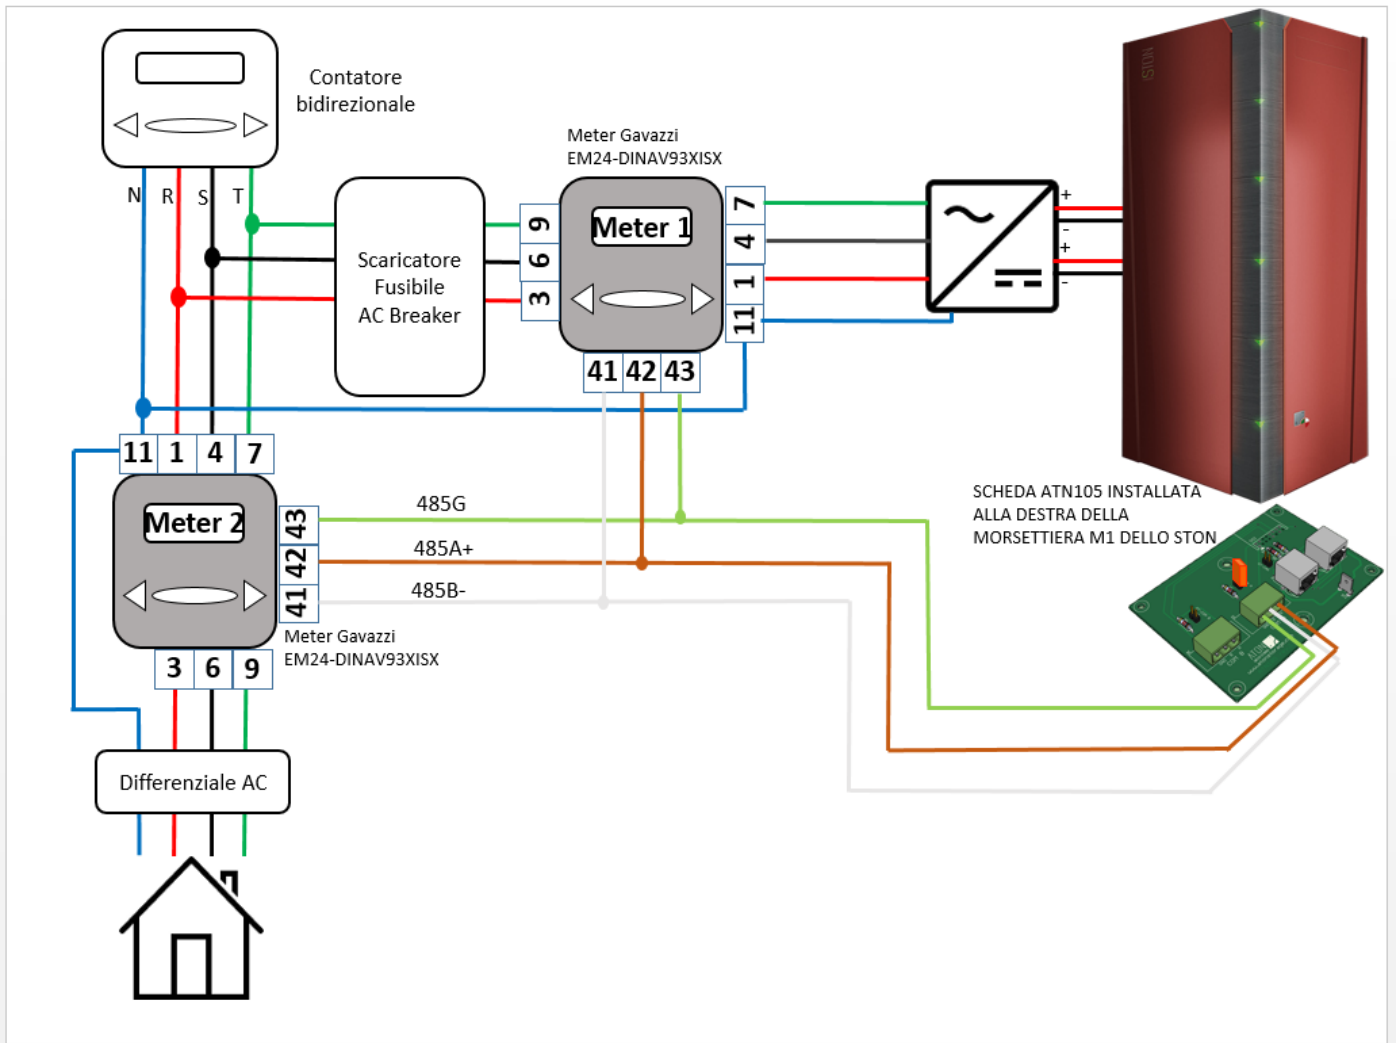 Contatore
bidirezionale
N R S T
Meter Gavazzi
EM24-DINAV93XISX
Scaricatore
Fusibile
AC Breaker
9
6
3
Meter 1
7
4
1
11
41 42 43
+
-
+
-
11 1 4 7
Meter 2
43
42
41
485G
485A+
485B-
Meter Gavazzi
EM24-DINAV93XISX
3 6 9
Differenziale AC
SCHEDA ATN105 INSTALLATA
ALLA DESTRA DELLA
MORSETTIERA M1 DELLO STON